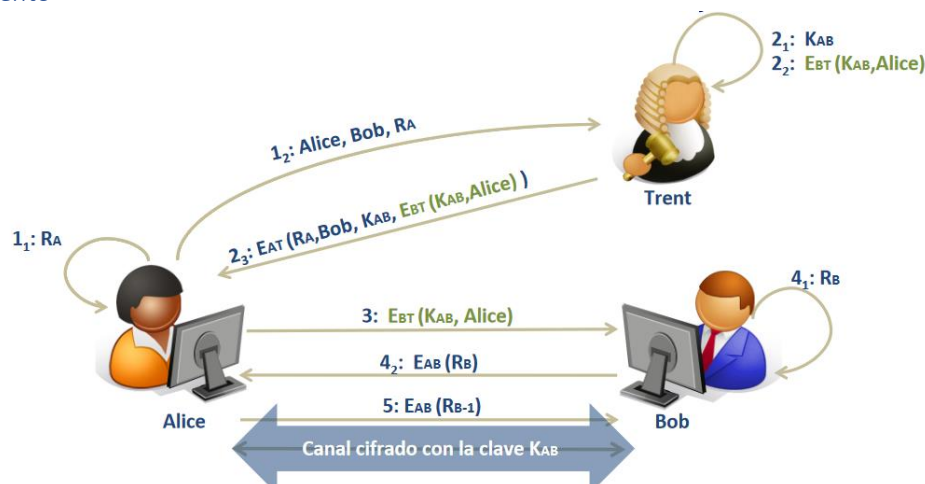 2₁: KAB
2₂: EBT (KAB,Alice)
1₂: Alice, Bob, RA
Trent
2₃: EAT (RA,Bob, KAB, EBT (KAB,Alice) )
1₁: RA
4₁: RB
3: EBT (KAB, Alice)
4₂: EAB (RB)
5: EAB (RB-1)
Alice
Bob
Canal cifrado con la clave KAB